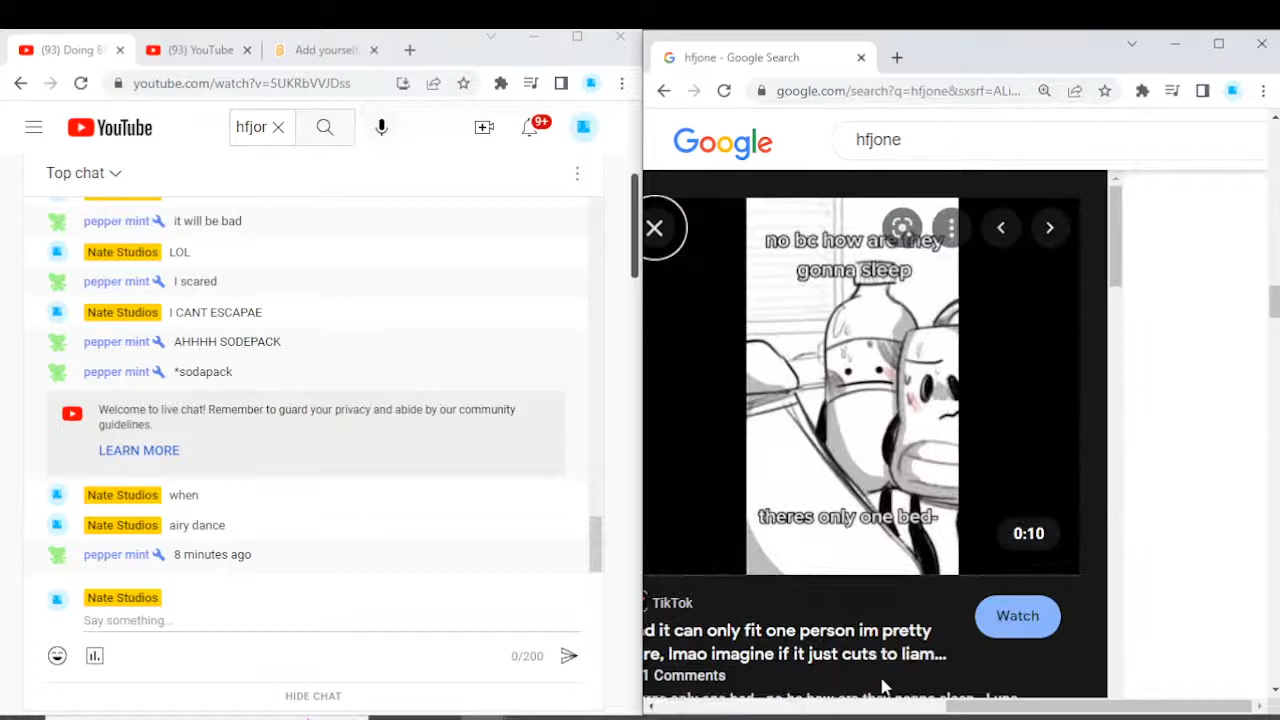 (93) Doing B
(93) YouTube
Add yourself
youtube.com/watch?v=5UKRbVVJDss
YouTube
hfjor
9+
Top chat
pepper mint it will be bad
Nate Studios LOL
pepper mint I scared
Nate Studios I CANT ESCAPAE
pepper mint AHHHH SODEPACK
pepper mint *sodapack
Welcome to live chat! Remember to guard your privacy and abide by our community
guidelines.
LEARN MORE
Nate Studios when
Nate Studios airy dance
pepper mint 8 minutes ago
Nate Studios
Say something...
0/200
HIDE CHAT
hfjone - Google Search
google.com/search?q=hfjone&sxsrf=ALi...
Google
hfjone
no bc how are they
gonna sleep
theres only one bed-
0:10
TikTok
Watch
d it can only fit one person im pretty
re, lmao imagine if it just cuts to liam...
1 Comments